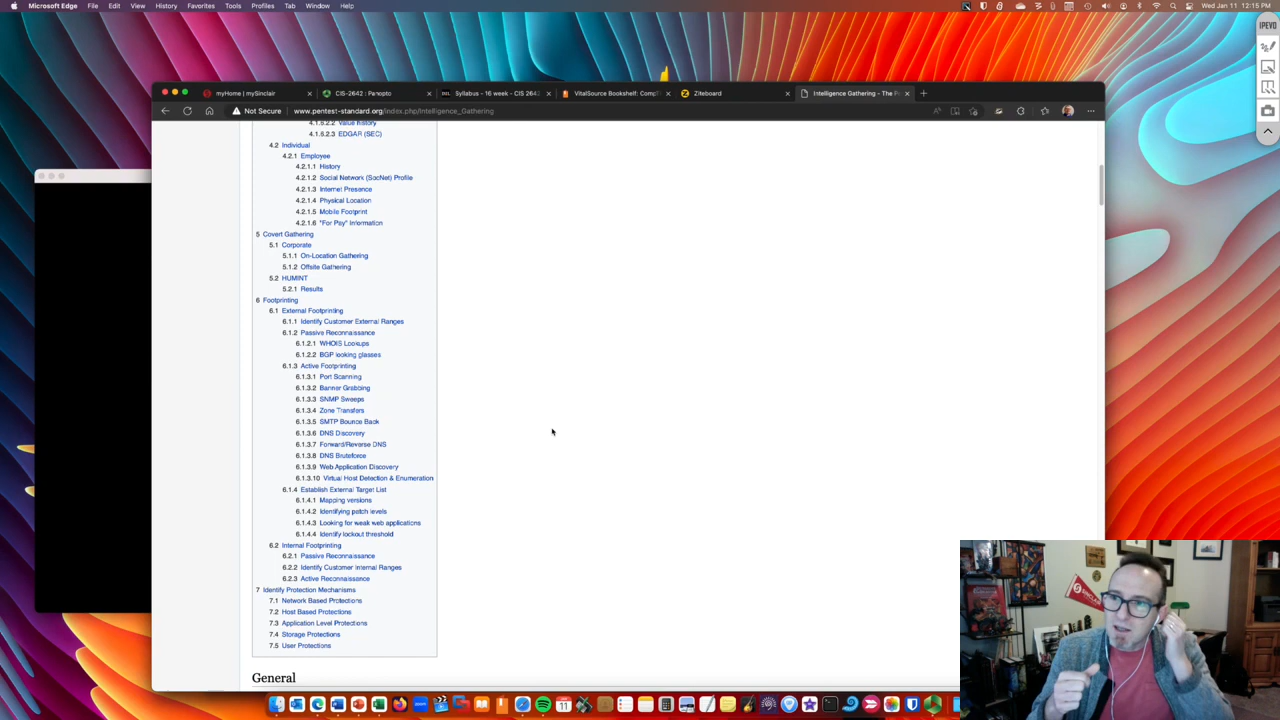 Microsoft Edge File Edit View History Favorites Tools Profiles Tab Window Help Wed Jan 11 12:15 PM
IPEVO
myHome | mySinclair
CIS-2642 : Panopto
Syllabus - 16 week - CIS 2642
VitalSource Bookshelf: CompT
Ziteboard
Intelligence Gathering - The P
Not Secure www.pentest-standard.org/index.php/Intelligence_Gathering
4.1.6.2.2 Value history
4.1.6.2.3 EDGAR (SEC)
4.2 Individual
4.2.1 Employee
4.2.1.1 History
4.2.1.2 Social Network (SocNet) Profile
4.2.1.3 Internet Presence
4.2.1.4 Physical Location
4.2.1.5 Mobile Footprint
4.2.1.6 "For Pay" Information
5 Covert Gathering
5.1 Corporate
5.1.1 On-Location Gathering
5.1.2 Offsite Gathering
5.2 HUMINT
5.2.1 Results
6 Footprinting
6.1 External Footprinting
6.1.1 Identify Customer External Ranges
6.1.2 Passive Reconnaissance
6.1.2.1 WHOIS Lookups
6.1.2.2 BGP looking glasses
6.1.3 Active Footprinting
6.1.3.1 Port Scanning
6.1.3.2 Banner Grabbing
6.1.3.3 SNMP Sweeps
6.1.3.4 Zone Transfers
6.1.3.5 SMTP Bounce Back
6.1.3.6 DNS Discovery
6.1.3.7 Forward/Reverse DNS
6.1.3.8 DNS Bruteforce
6.1.3.9 Web Application Discovery
6.1.3.10 Virtual Host Detection & Enumeration
6.1.4 Establish External Target List
6.1.4.1 Mapping versions
6.1.4.2 Identifying patch levels
6.1.4.3 Looking for weak web applications
6.1.4.4 Identify lockout threshold
6.2 Internal Footprinting
6.2.1 Passive Reconnaissance
6.2.2 Identify Customer Internal Ranges
6.2.3 Active Reconnaissance
7 Identify Protection Mechanisms
7.1 Network Based Protections
7.2 Host Based Protections
7.3 Application Level Protections
7.4 Storage Protections
7.5 User Protections
General
SINCLAIR
zoom
11